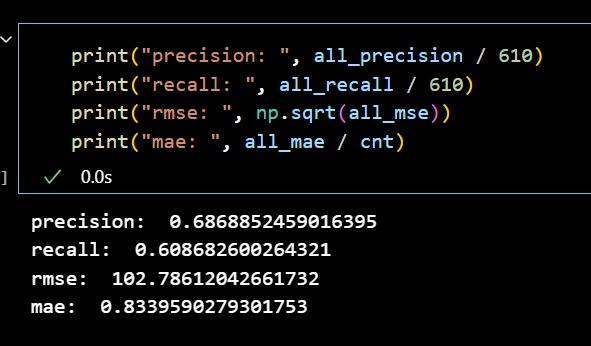 print("precision: ", all_precision / 610)
print("recall: ", all_recall / 610)
print("rmse: ", np.sqrt(all_mse))
print("mae: ", all_mae / cnt)
] ✓ 0.0s
precision:  0.6868852459016395
recall:  0.608682600264321
rmse:  102.78612042661732
mae:  0.8339590279301753